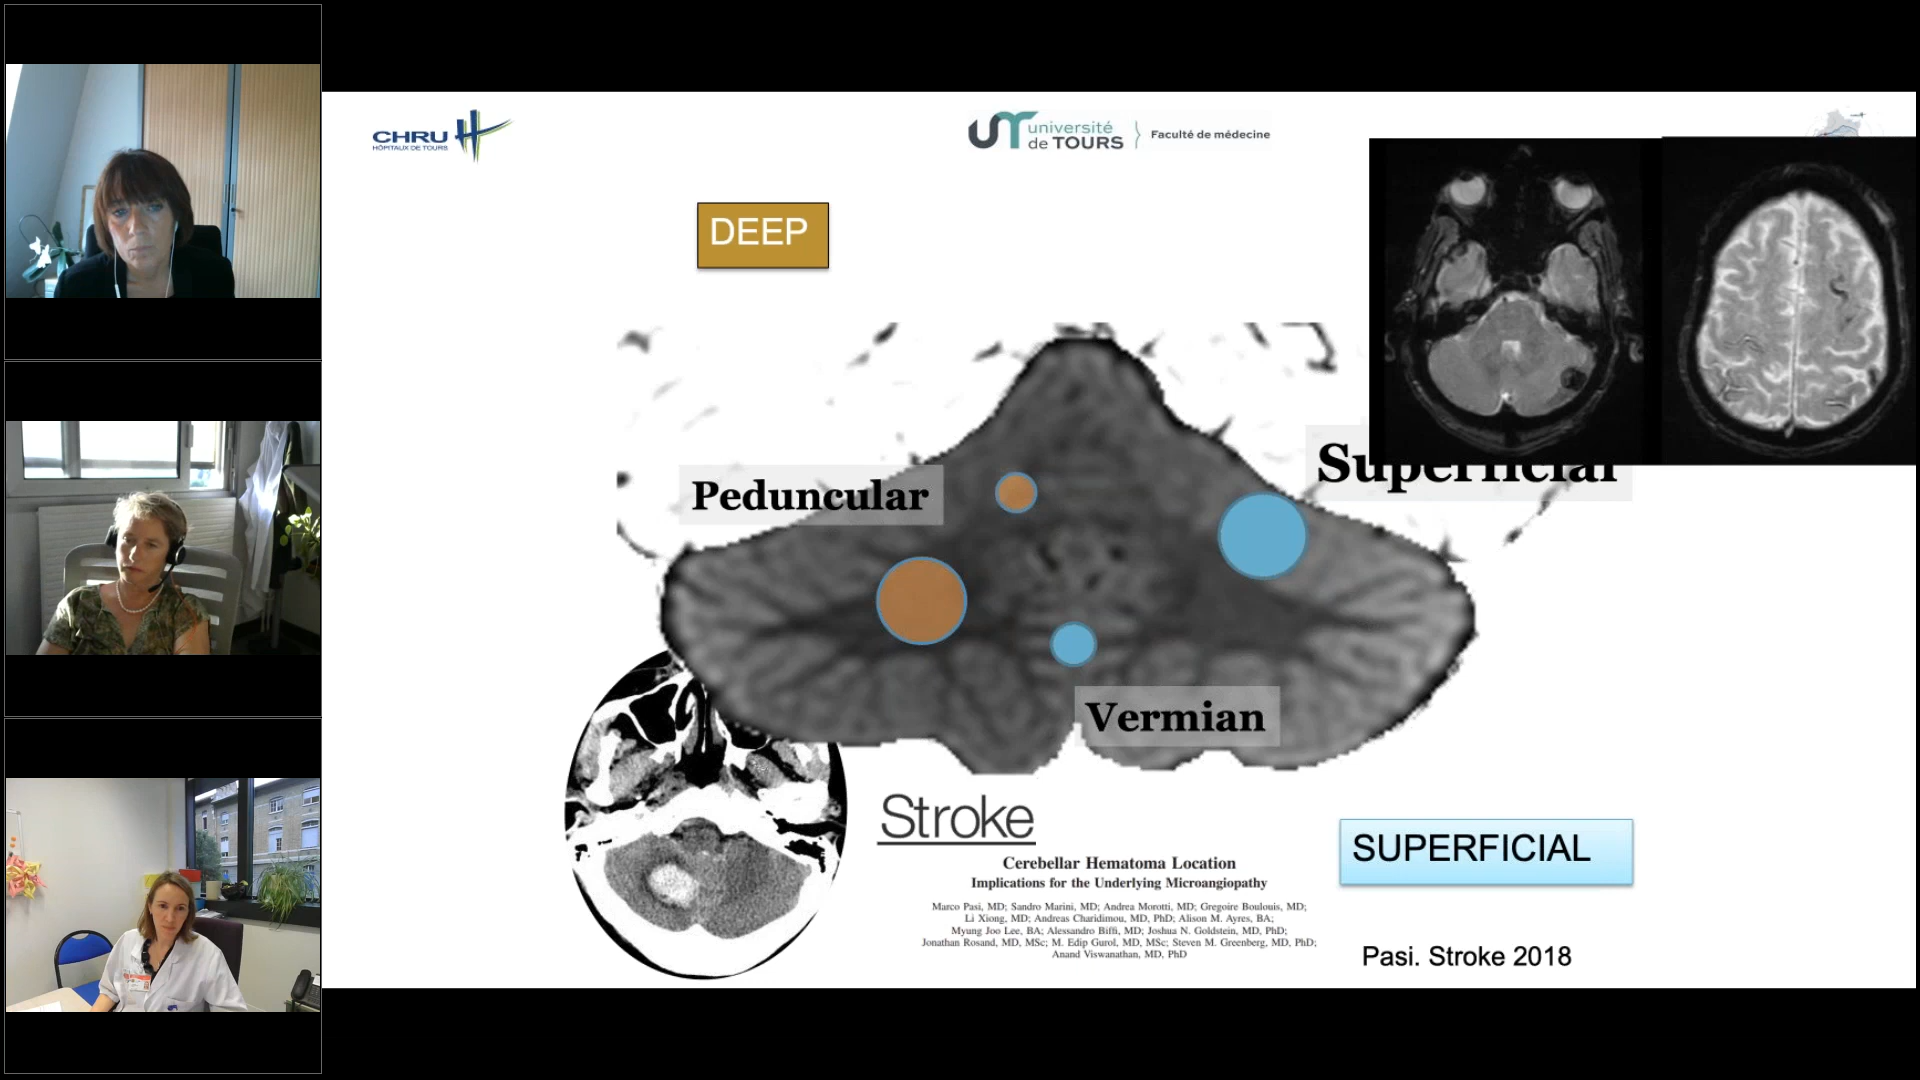 CHRU
HÔPITAUX DE TOURS
université
de TOURS
Faculté de médecine
DEEP
Superficial
Peduncular
Vermian
Stroke
Cerebellar Hematoma Location
Implications for the Underlying Microangiopathy
Marco Pasi, MD; Sandro Marini, MD; Andrea Morotti, MD; Gregoire Boulouis, MD;
Li Xiong, MD; Andreas Charidimou, MD, PhD; Alison M. Ayres, BA;
Myung Joo Lee, BA; Alessandro Biffi, MD; Joshua N. Goldstein, MD, PhD;
Jonathan Rosand, MD, MSc; M. Edip Gurol, MD, MSc; Steven M. Greenberg, MD, PhD;
Anand Viswanathan, MD, PhD
SUPERFICIAL
Pasi. Stroke 2018